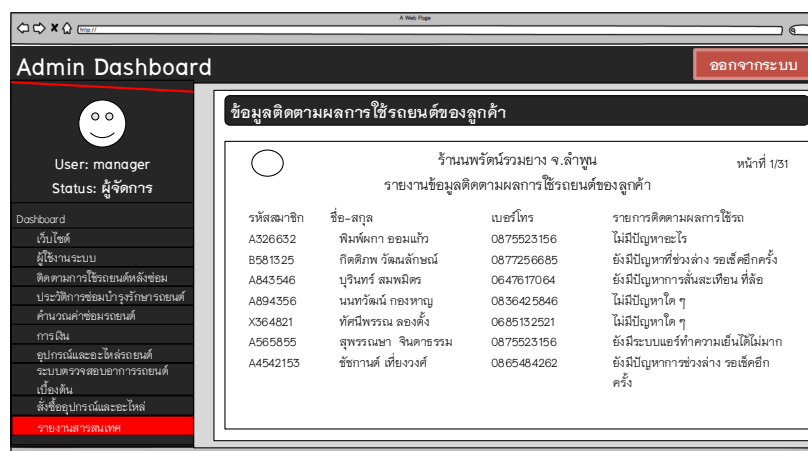 A Web Page
http://
Admin Dashboard
ออกจากระบบ
User: manager
Status: ผู้จัดการ
Dashboard
เว็บไซต์
ผู้ใช้งานระบบ
ติดตามการใช้รถยนต์หลังซ่อม
ประวัติการซ่อมบำรุงรักษารถยนต์
คำนวณค่าซ่อมรถยนต์
การเงิน
อุปกรณ์และอะไหล่รถยนต์
ระบบตรวจสอบอาการรถยนต์
เบื้องต้น
สั่งซื้ออุปกรณ์และอะไหล่
รายงานสารสนเทศ
ข้อมูลติดตามผลการใช้รถยนต์ของลูกค้า
ร้านนพรัตน์รวมยาง จ.ลำพูน
หน้าที่ 1/31
รายงานข้อมูลติดตามผลการใช้รถยนต์ของลูกค้า
รหัสสมาชิก ชื่อ-สกุล เบอร์โทร รายการติดตามผลการใช้รถ
A326632 พิมพ์ผกา ออมแก้ว 0875523156 ไม่มีปัญหาอะไร
B581325 กิตติภพ วัฒนลักษณ์ 0877256685 ยังมีปัญหาที่ช่วงล่าง รอเช็คอีกครั้ง
A843546 บุรินทร์ สมพมิตร 0647617064 ยังมีปัญหาการสั่นสะเทือน ที่ล้อ
A894356 นนทวัฒน์ กองหาญ 0836425846 ไม่มีปัญหาใด ๆ
X364821 ทัศนีพรรณ ลองตั้ง 0685132521 ไม่มีปัญหาใด ๆ
A565855 สุพรรณษา จินดาธรรม 0875523156 ยังมีระบบแอร์ทำความเย็นได้ไม่มาก
A4542153 ชัชกานต์ เที่ยงวงศ์ 0865484262 ยังมีปัญหาการช่วงล่าง รอเช็คอีก
ครั้ง